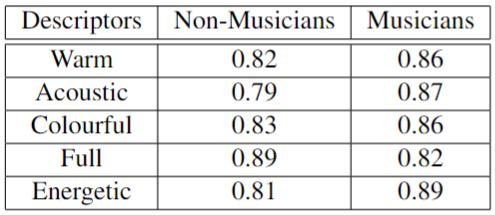 Descriptors Non-Musicians Musicians
Warm 0.82 0.86
Acoustic 0.79 0.87
Colourful 0.83 0.86
Full 0.89 0.82
Energetic 0.81 0.89